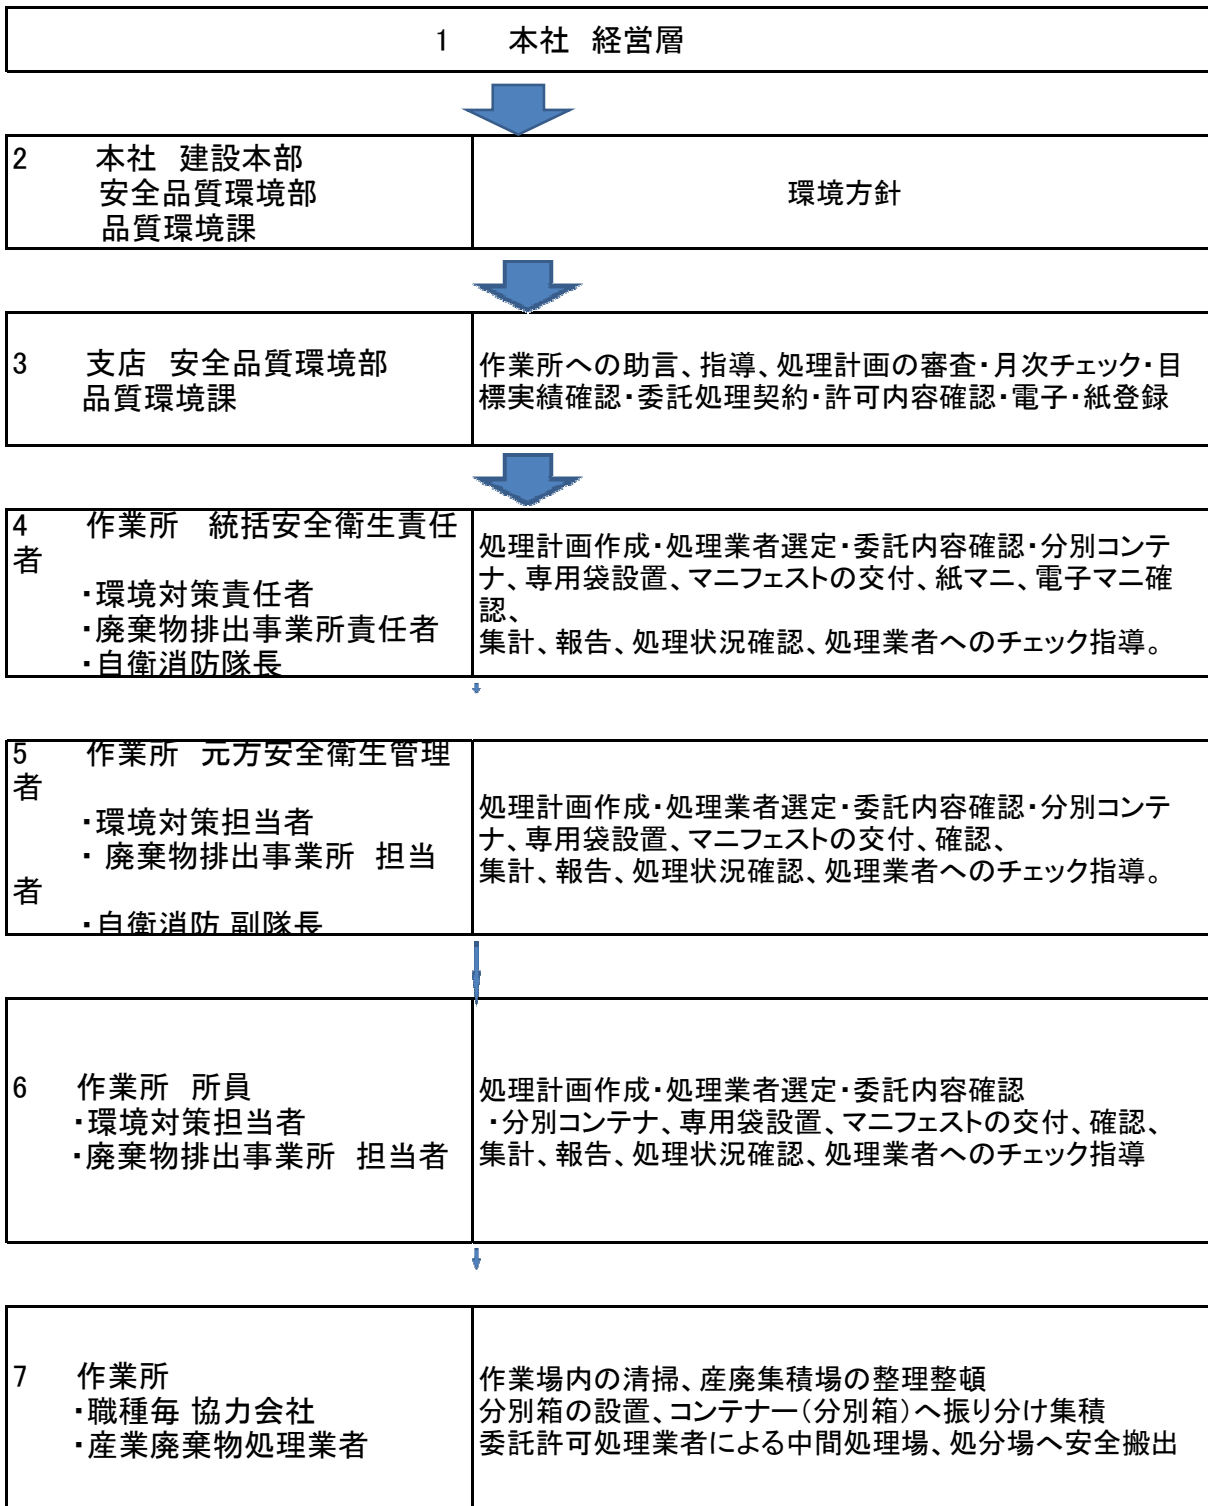 1 本社 経営層
2 本社 建設本部
安全品質環境部
品質環境課
環境方針
3 支店 安全品質環境部
品質環境課
作業所への助言、指導、処理計画の審査・月次チェック・目
標実績確認・委託処理契約・許可内容確認・電子・紙登録
4 作業所 統括安全衛生責任
者
・環境対策責任者
・廃棄物排出事業所責任者
・自衛消防隊長
処理計画作成・処理業者選定・委託内容確認・分別コンテ
ナ、専用袋設置、マニフェストの交付、紙マニ、電子マニ確
認、
集計、報告、処理状況確認、処理業者へのチェック指導。
5 作業所 元方安全衛生管理
者
・環境対策担当者
・ 廃棄物排出事業所 担当
者
・自衛消防 副隊長
処理計画作成・処理業者選定・委託内容確認・分別コンテ
ナ、専用袋設置、マニフェストの交付、確認、
集計、報告、処理状況確認、処理業者へのチェック指導。
6 作業所 所員
・環境対策担当者
・廃棄物排出事業所 担当者
処理計画作成・処理業者選定・委託内容確認
・分別コンテナ、専用袋設置、マニフェストの交付、確認、
集計、報告、処理状況確認、処理業者へのチェック指導
7 作業所
・職種毎 協力会社
・産業廃棄物処理業者
作業場内の清掃、産廃集積場の整理整頓
分別箱の設置、コンテナー（分別箱）へ振り分け集積
委託許可処理業者による中間処理場、処分場へ安全搬出